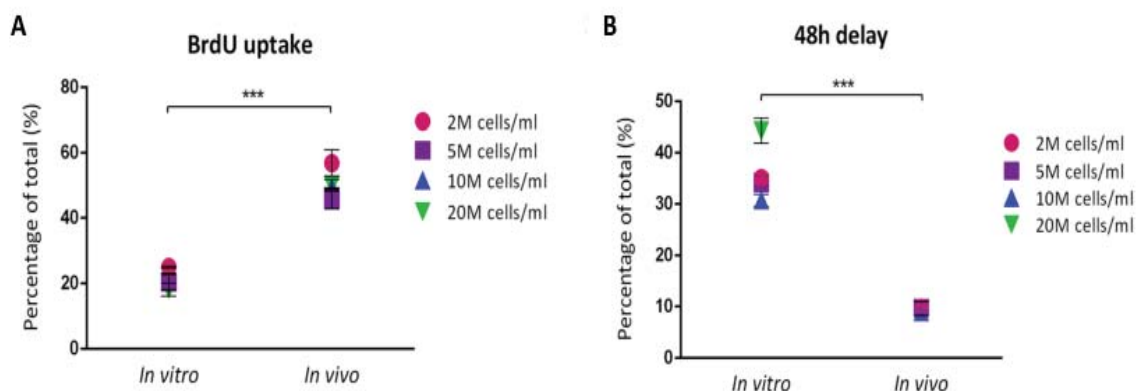 A
BrdU uptake
Percentage of total (%)
80
60
40
20
0
***
In vitro
In vivo
2M cells/ml
5M cells/ml
10M cells/ml
20M cells/ml
B
48h delay
Percentage of total (%)
50
40
30
20
10
0
***
In vitro
In vivo
2M cells/ml
5M cells/ml
10M cells/ml
20M cells/ml